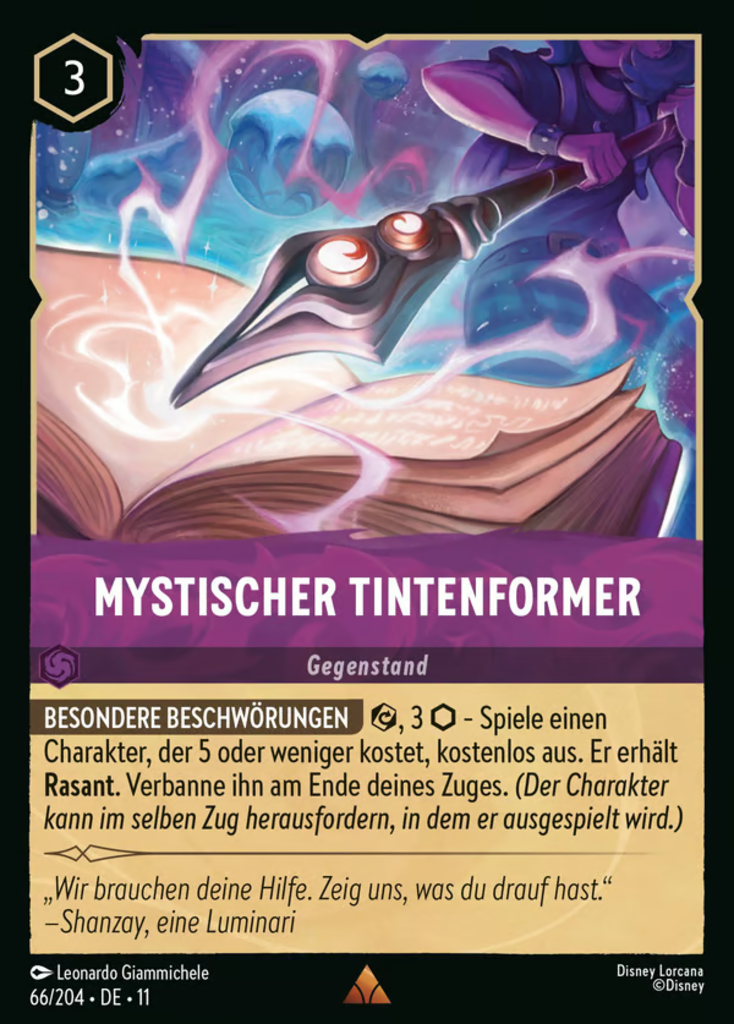 3
MYSTISCHER TINTENFORMER
Gegenstand
BESONDERE BESCHWÖRUNGEN , 3 - Spiele einen
Charakter, der 5 oder weniger kostet, kostenlos aus. Er erhält
Rasant. Verbanne ihn am Ende deines Zuges. (Der Charakter
kann im selben Zug herausfordern, in dem er ausgespielt wird.)
„Wir brauchen deine Hilfe. Zeig uns, was du drauf hast.“
–Shanzay, eine Luminari
Leonardo Giammichele
66/204 • DE • 11
Disney Lorcana
©Disney